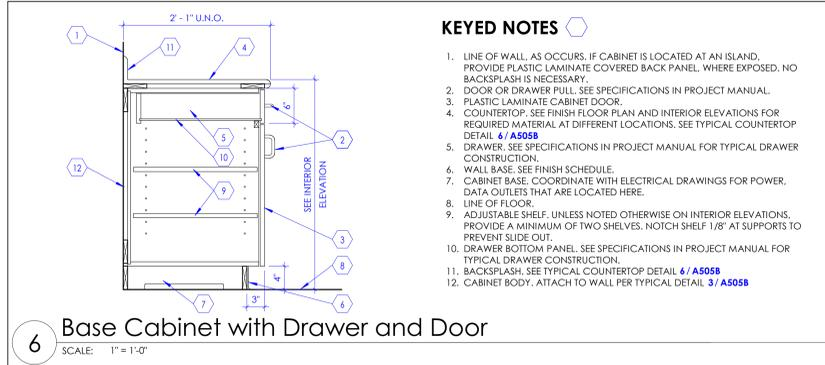 2' - 1" U.N.O.
1
11
4
6"
2
5
10
12
9
SEE INTERIOR
ELEVATION
3
8
4"
3"
7
6
KEYED NOTES
1. LINE OF WALL, AS OCCURS. IF CABINET IS LOCATED AT AN ISLAND,
PROVIDE PLASTIC LAMINATE COVERED BACK PANEL, WHERE EXPOSED. NO
BACKSPLASH IS NECESSARY.
2. DOOR OR DRAWER PULL. SEE SPECIFICATIONS IN PROJECT MANUAL.
3. PLASTIC LAMINATE CABINET DOOR.
4. COUNTERTOP. SEE FINISH FLOOR PLAN AND INTERIOR ELEVATIONS FOR
REQUIRED MATERIAL AT DIFFERENT LOCATIONS. SEE TYPICAL COUNTERTOP
DETAIL 6 / A505B
5. DRAWER. SEE SPECIFICATIONS IN PROJECT MANUAL FOR TYPICAL DRAWER
CONSTRUCTION.
6. WALL BASE. SEE FINISH SCHEDULE.
7. CABINET BASE. COORDINATE WITH ELECTRICAL DRAWINGS FOR POWER,
DATA OUTLETS THAT ARE LOCATED HERE.
8. LINE OF FLOOR.
9. ADJUSTABLE SHELF. UNLESS NOTED OTHERWISE ON INTERIOR ELEVATIONS,
PROVIDE A MINIMUM OF TWO SHELVES. NOTCH SHELF 1/8" AT SUPPORTS TO
PREVENT SLIDE OUT.
10. DRAWER BOTTOM PANEL. SEE SPECIFICATIONS IN PROJECT MANUAL FOR
TYPICAL DRAWER CONSTRUCTION.
11. BACKSPLASH. SEE TYPICAL COUNTERTOP DETAIL 6 / A505B
12. CABINET BODY. ATTACH TO WALL PER TYPICAL DETAIL 3 / A505B
6 Base Cabinet with Drawer and Door
SCALE: 1" = 1'-0"